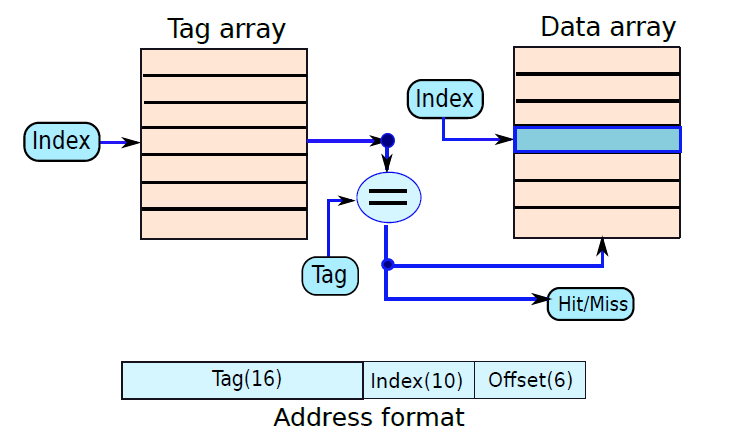 Tag array
Data array
Index
Index
=
Tag
Hit/Miss
Tag(16)
Index(10)
Offset(6)
Address format